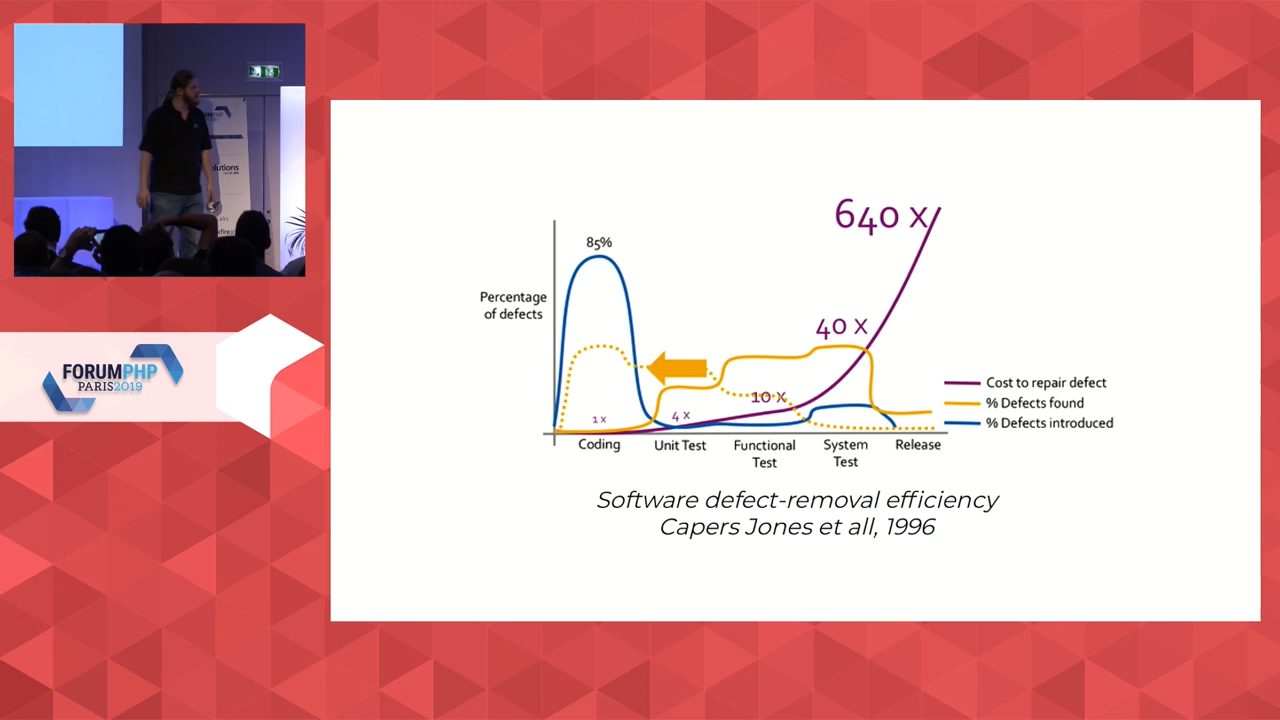 FORUMPHP
PARIS2019
lutions
640 x
85%
Percentage
of defects
40 x
10 x
4 x
1 x
Coding
Unit Test
Functional
Test
System
Test
Release
Cost to repair defect
% Defects found
% Defects introduced
Software defect-removal efficiency
Capers Jones et all, 1996